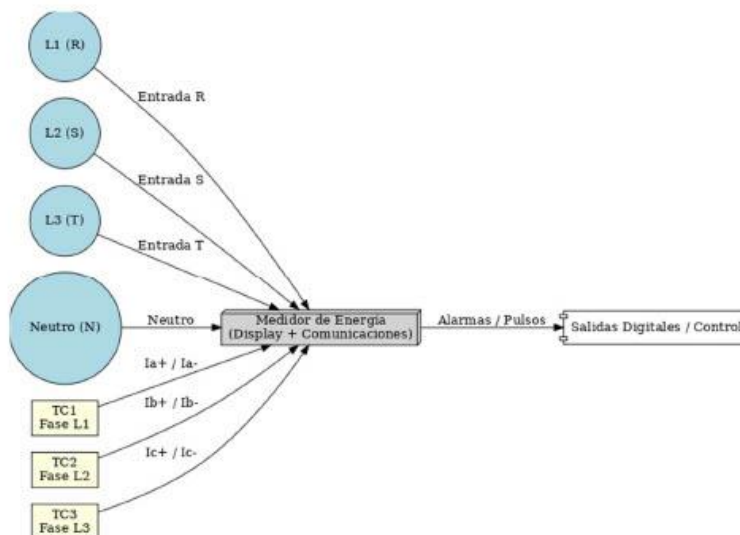 L1 (R)
Entrada R
L2 (S)
Entrada S
L3 (T)
Entrada T
Neutro (N)
Neutro
Medidor de Energía
(Display + Comunicaciones)
Alarmas / Pulsos
Salidas Digitales / Control
Ia+ / Ia-
TC1
Fase L1
Ib+ / Ib-
TC2
Fase L2
Ic+ / Ic-
TC3
Fase L3